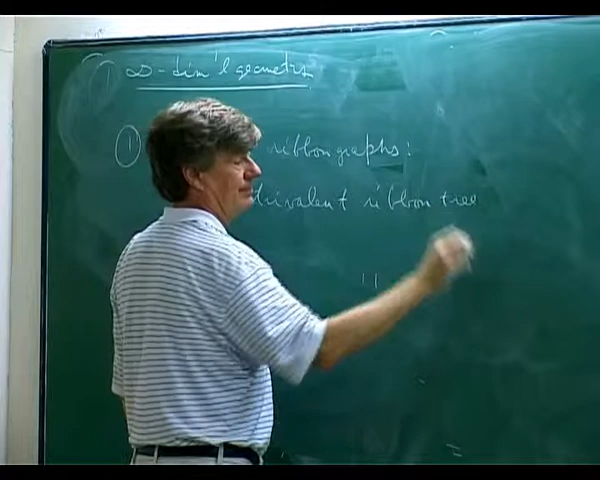 ∞-dim'l geometry
① ribbon graphs:
trivalent ribbon tree